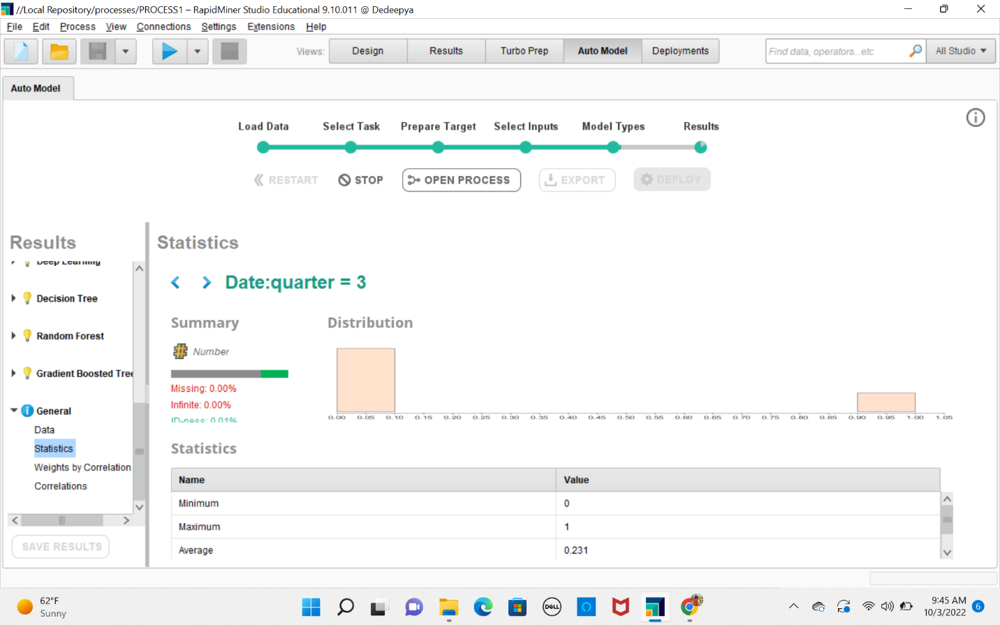 //Local Repository/processes/PROCESS1 – RapidMiner Studio Educational 9.10.011 @ Dedeepya
File Edit Process View Connections Settings Extensions Help
Views: Design Results Turbo Prep Auto Model Deployments Find data, operators...etc All Studio
Auto Model
Load Data Select Task Prepare Target Select Inputs Model Types Results
RESTART STOP OPEN PROCESS EXPORT DEPLOY
Results
Deep Learning
Decision Tree
Random Forest
Gradient Boosted Tree
General
Data
Statistics
Weights by Correlation
Correlations
SAVE RESULTS
Statistics
Date:quarter = 3
Summary
Number
Missing: 0.00%
Infinite: 0.00%
ID-ness: 0.01%
Distribution
0.00 0.05 0.10 0.15 0.20 0.25 0.30 0.35 0.40 0.45 0.50 0.55 0.60 0.65 0.70 0.75 0.80 0.85 0.90 0.95 1.00 1.05
Statistics
Name Value
Minimum 0
Maximum 1
Average 0.231
62°F
Sunny
DELL
9:45 AM
10/3/2022
6